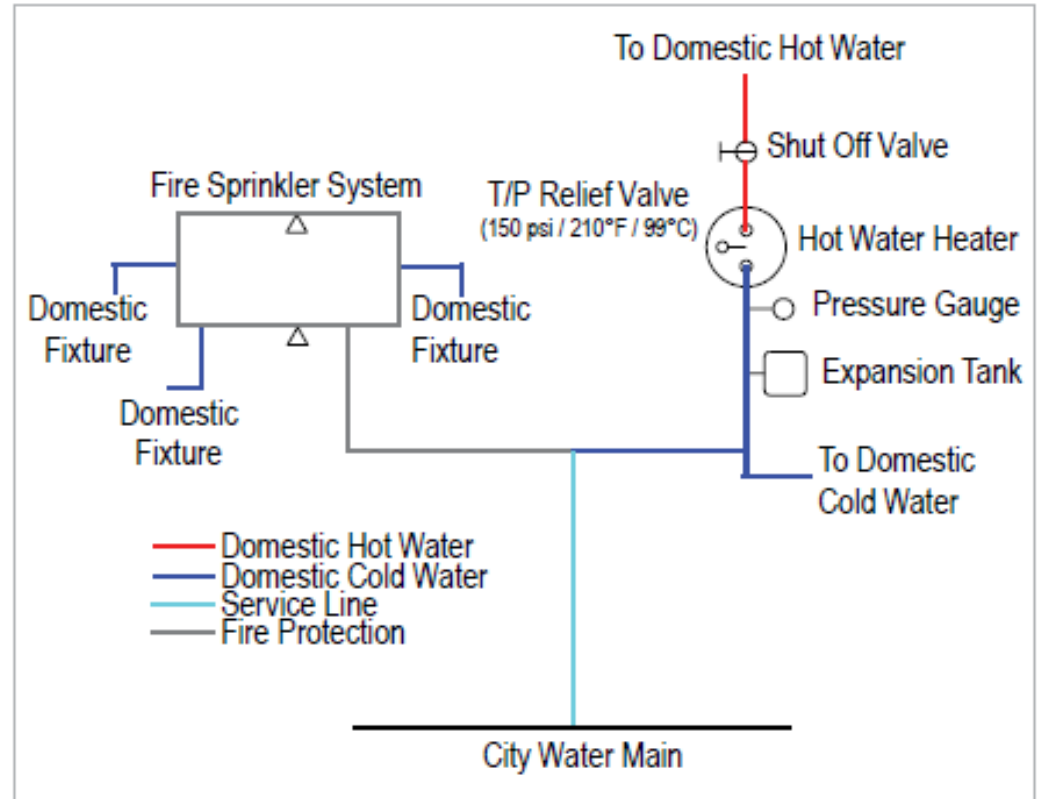 To Domestic Hot Water
Shut Off Valve
Fire Sprinkler System
T/P Relief Valve
(150 psi / 210°F / 99°C)
Hot Water Heater
Domestic
Fixture
Domestic
Fixture
Pressure Gauge
Expansion Tank
Domestic
Fixture
To Domestic
Cold Water
Domestic Hot Water
Domestic Cold Water
Service Line
Fire Protection
City Water Main